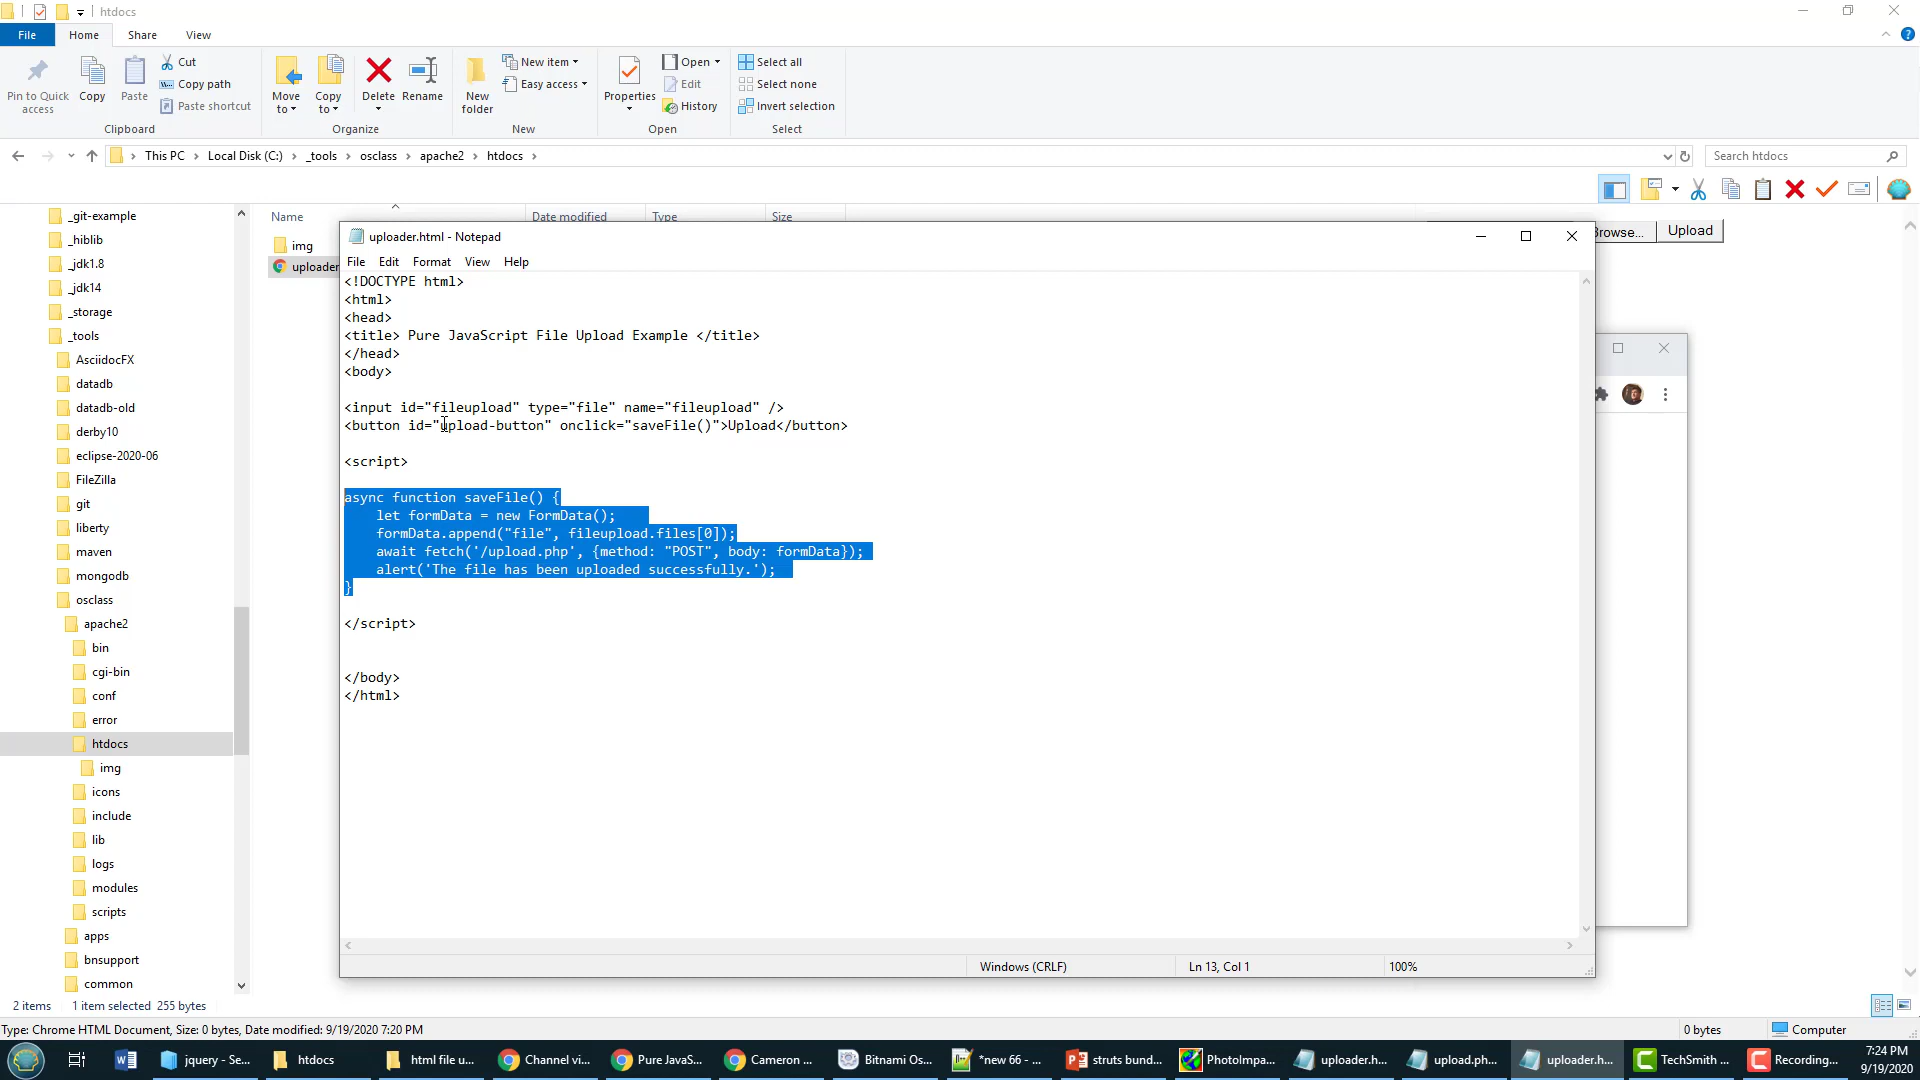 htdocs
File Home Share View
Pin to Quick access
Copy
Paste
Cut
Copy path
Paste shortcut
Clipboard
Move to
Copy to
Delete
Rename
Organize
New folder
New item
Easy access
New
Properties
Open
Edit
History
Open
Select all
Select none
Invert selection
Select
This PC > Local Disk (C:) > _tools > osclass > apache2 > htdocs >
Search htdocs
Name Date modified Type Size
img
uploader
_git-example
_hiblib
_jdk1.8
_jdk14
_storage
_tools
AsciidocFX
datadb
datadb-old
derby10
eclipse-2020-06
FileZilla
git
liberty
maven
mongodb
osclass
apache2
bin
cgi-bin
conf
error
htdocs
img
icons
include
lib
logs
modules
scripts
apps
bnsupport
common
rowse... Upload
uploader.html - Notepad
File Edit Format View Help
<!DOCTYPE html>
<html>
<head>
<title> Pure JavaScript File Upload Example </title>
</head>
<body>
<input id="fileupload" type="file" name="fileupload" />
<button id="upload-button" onclick="saveFile()">Upload</button>
<script>
async function saveFile() {
let formData = new FormData();
formData.append("file", fileupload.files[0]);
await fetch('/upload.php', {method: "POST", body: formData});
alert('The file has been uploaded successfully.');
}
</script>
</body>
</html>
Windows (CRLF) Ln 13, Col 1 100%
2 items 1 item selected 255 bytes
Type: Chrome HTML Document, Size: 0 bytes, Date modified: 9/19/2020 7:20 PM
0 bytes Computer
jquery - Se... htdocs html file u... Channel vi... Pure JavaS... Cameron ... Bitnami Os... *new 66 - ... struts bund... PhotoImpa... uploader.h... upload.ph... uploader.h... TechSmith ... Recording...
7:24 PM
9/19/2020